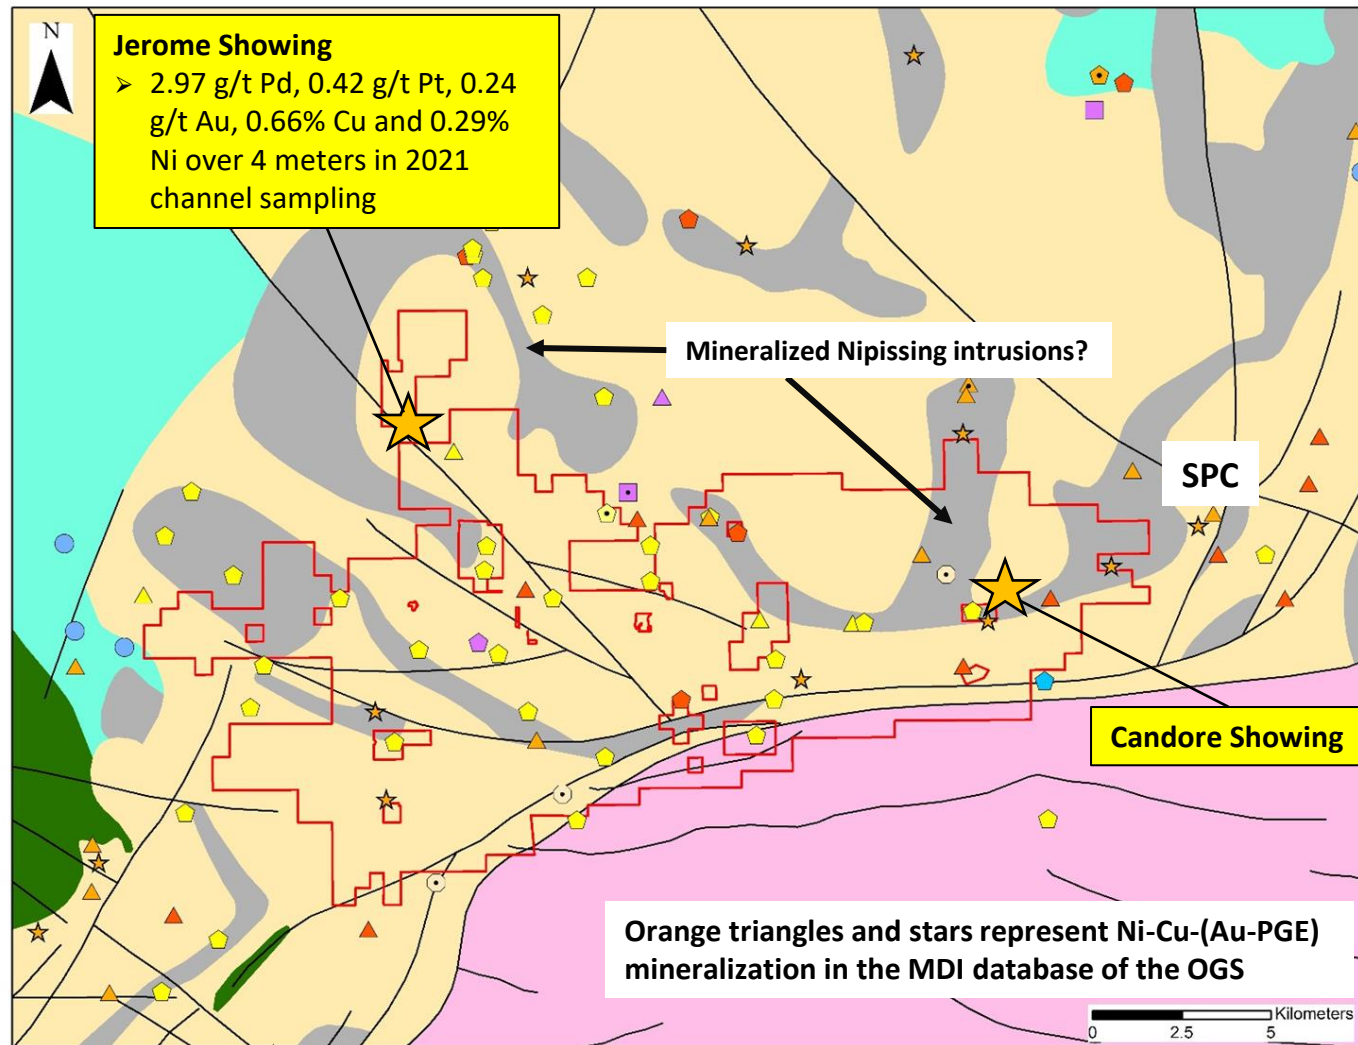 N
Jerome Showing
➢ 2.97 g/t Pd, 0.42 g/t Pt, 0.24
g/t Au, 0.66% Cu and 0.29%
Ni over 4 meters in 2021
channel sampling
Mineralized Nipissing intrusions?
SPC
Candore Showing
Orange triangles and stars represent Ni-Cu-(Au-PGE)
mineralization in the MDI database of the OGS
Kilometers
0 2.5 5